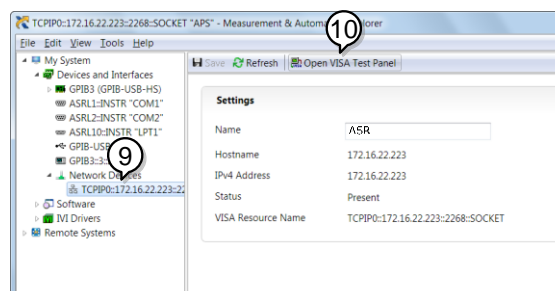 TCPIP0::172.16.22.223::2268::SOCKET "APS" - Measurement & Autom
10
File Edit View Tools Help
My System
Save Refresh Open VISA Test Panel
Devices and Interfaces
GPIB3 (GPIB-USB-HS)
ASRL1::INSTR "COM1"
ASRL2::INSTR "COM2"
ASRL10::INSTR "LPT1"
GPIB-USB
GPIB3::3::
9
Network Devices
TCPIP0::172.16.22.223::22
Software
IVI Drivers
Remote Systems
Settings
Name ASR
Hostname 172.16.22.223
IPv4 Address 172.16.22.223
Status Present
VISA Resource Name TCPIP0::172.16.22.223::2268::SOCKET